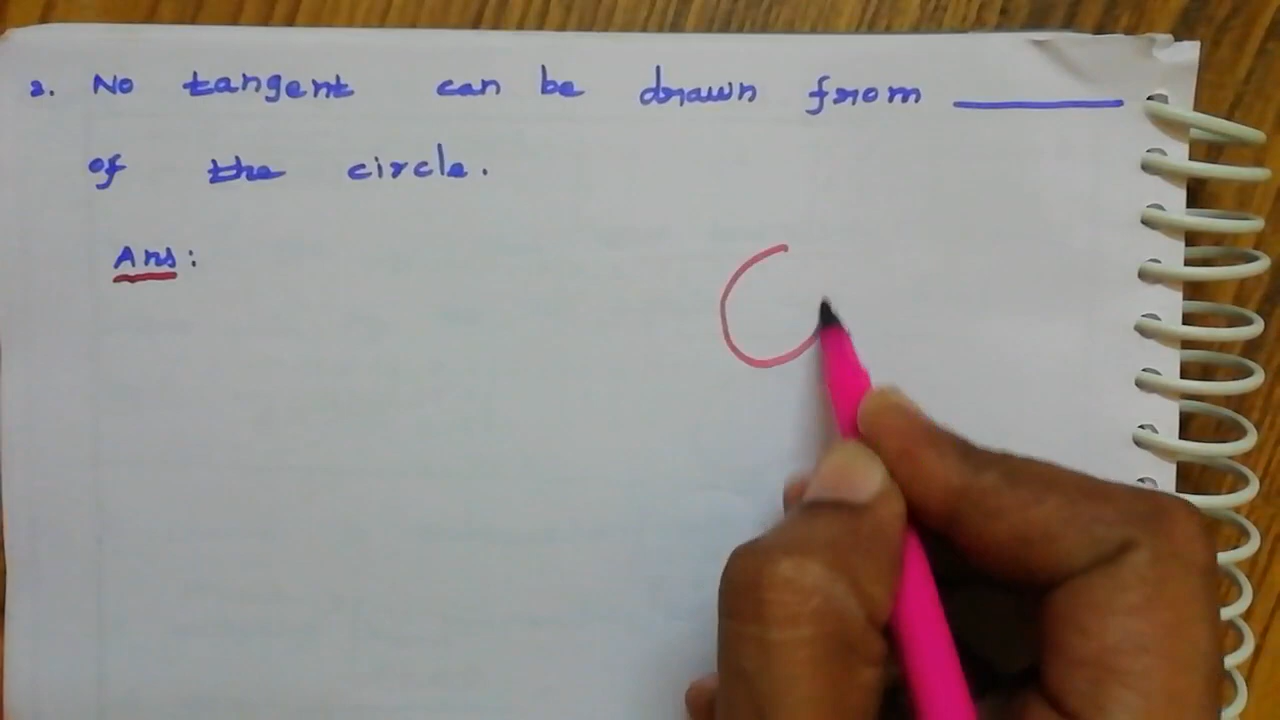 2. No tangent can be drawn from ______
of the circle.
Ans: